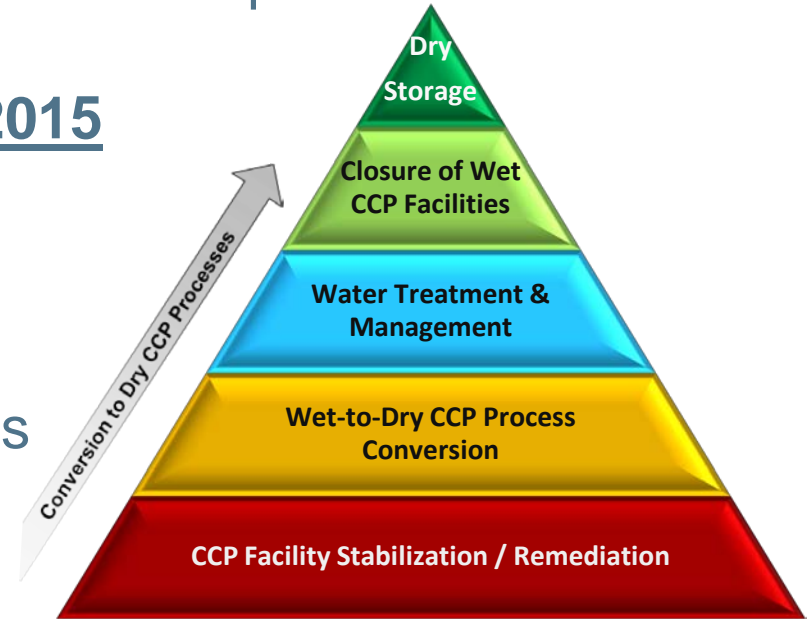 2015
Dry
Storage
Closure of Wet
CCP Facilities
Water Treatment &
Management
Conversion to Dry CCP Processes
s
Wet-to-Dry CCP Process
Conversion
CCP Facility Stabilization / Remediation